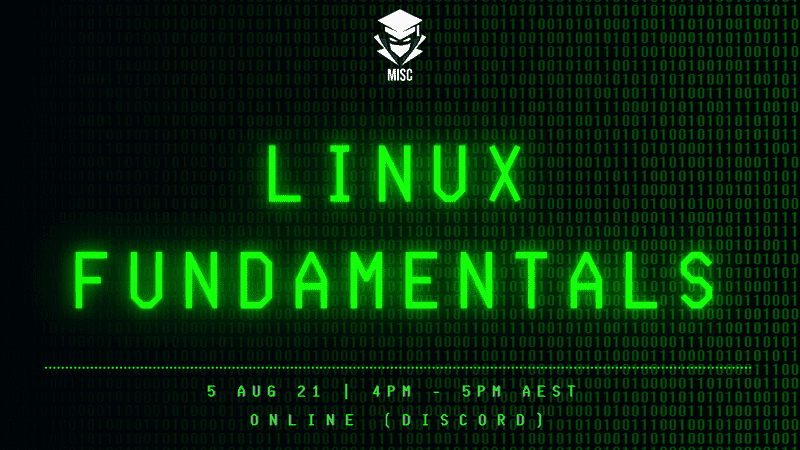 MISC
LINUX
FUNDAMENTALS
5 AUG 21 | 4PM - 5PM AEST
ONLINE (DISCORD)